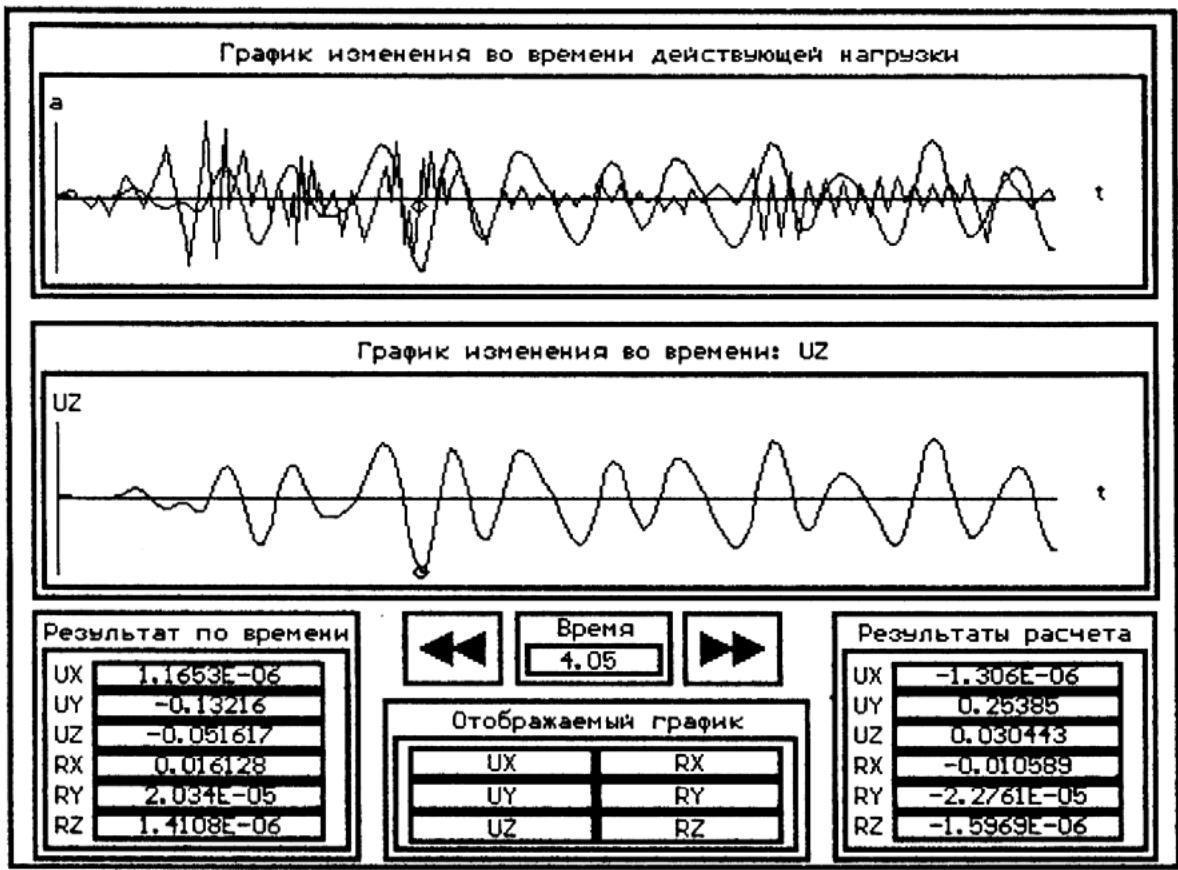 График изменения во времени действующей нагрузки
a
t
График изменения во времени: UZ
UZ
t
Результат по времени
UX 1.1653E-06
UY -0.13216
UZ -0.051617
RX 0.016128
RY 2.034E-05
RZ 1.4108E-06
Время
4.05
Отображаемый график
UX RX
UY RY
UZ RZ
Результаты расчета
UX -1.306E-06
UY 0.25385
UZ 0.030443
RX -0.010589
RY -2.2761E-05
RZ -1.5969E-06